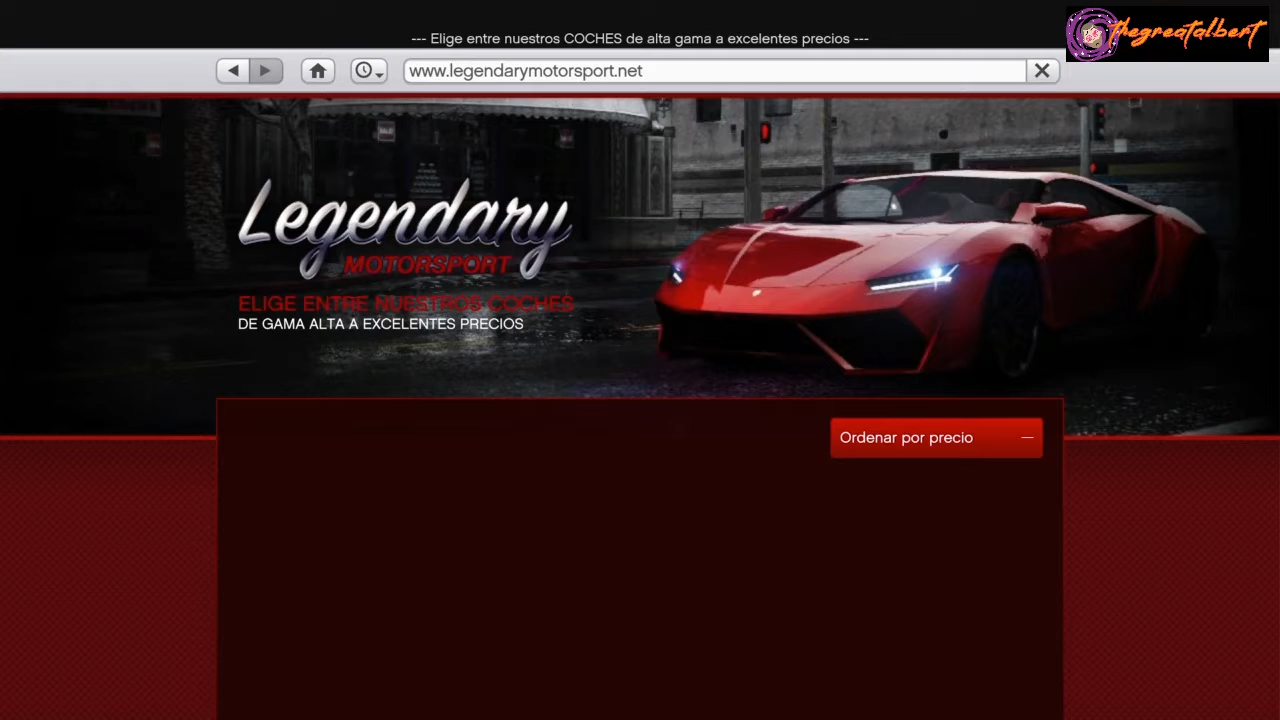 --- Elige entre nuestros COCHES de alta gama a excelentes precios ---
thegreatalbert
www.legendarymotorsport.net
Legendary
MOTORSPORT
ELIGE ENTRE NUESTROS COCHES
DE GAMA ALTA A EXCELENTES PRECIOS
Ordenar por precio